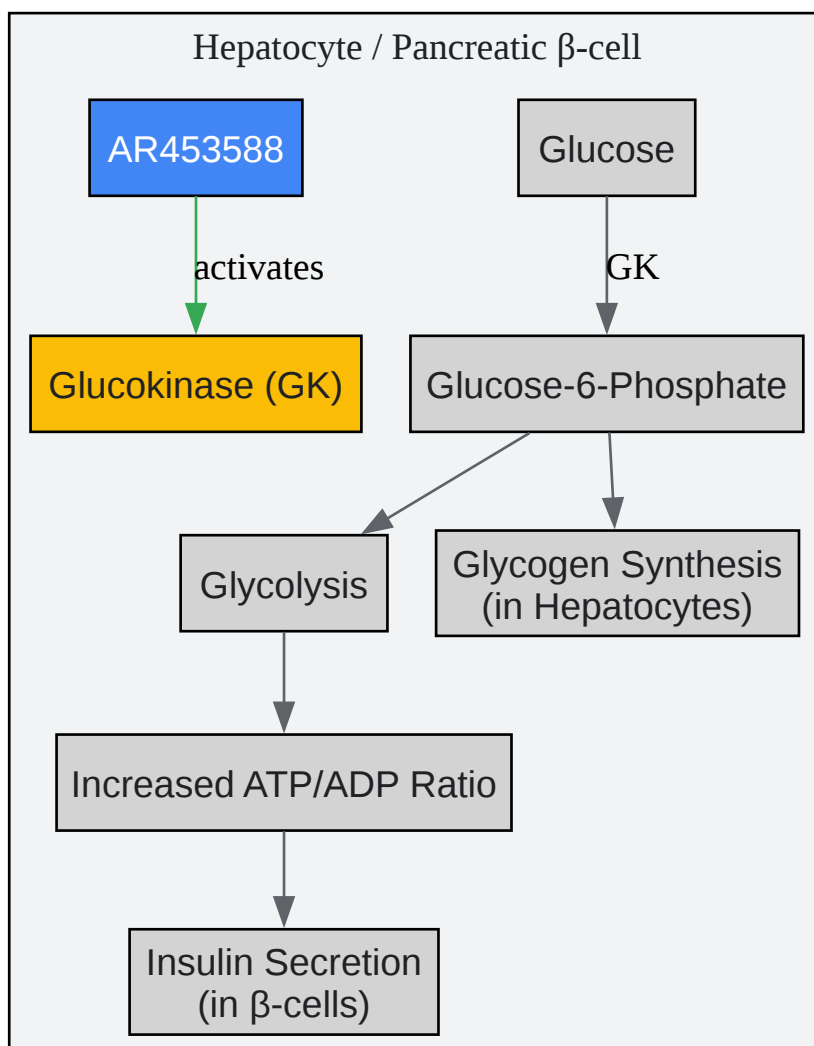 Hepatocyte / Pancreatic β-cell
AR453588
Glucose
activates
GK
Glucokinase (GK)
Glucose-6-Phosphate
Glycolysis
Glycogen Synthesis
(in Hepatocytes)
Increased ATP/ADP Ratio
Insulin Secretion
(in β-cells)